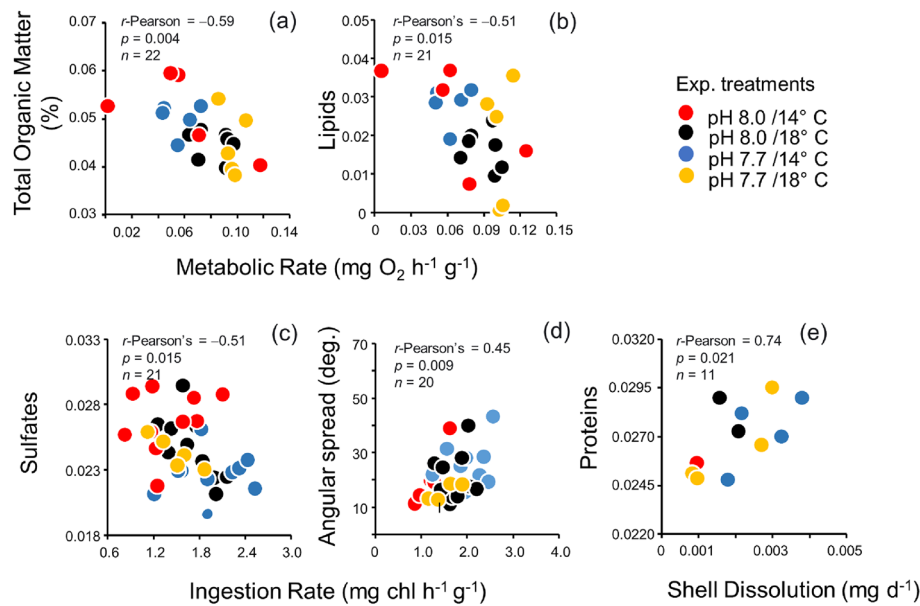 (a)
r-Pearson = −0.59
p = 0.004
n = 22
Total Organic Matter
(%)
0.07
0.06
0.05
0.04
0.03
0.02 0.06 0.10 0.14
(b)
r-Pearson's = −0.51
p = 0.015
n = 21
Lipids
0.05
0.04
0.03
0.02
0.01
0
0 0.03 0.06 0.09 0.12 0.15
Metabolic Rate (mg O2 h-1 g-1)
Exp. treatments
pH 8.0 /14° C
pH 8.0 /18° C
pH 7.7 /14° C
pH 7.7 /18° C
(c)
r-Pearson's = −0.51
p = 0.015
n = 21
Sulfates
0.033
0.028
0.023
0.018
0.6 1.2 1.8 2.4 3.0
(d)
r-Pearson's = 0.45
p = 0.009
n = 20
Angular spread (deg.)
70
50
30
10
0 1.0 2.0 3.0 4.0
Ingestion Rate (mg chl h-1 g-1)
(e)
r-Pearson = 0.74
p = 0.021
n = 11
Proteins
0.0320
0.0295
0.0270
0.0245
0.0220
0 0.001 0.003 0.005
Shell Dissolution (mg d-1)